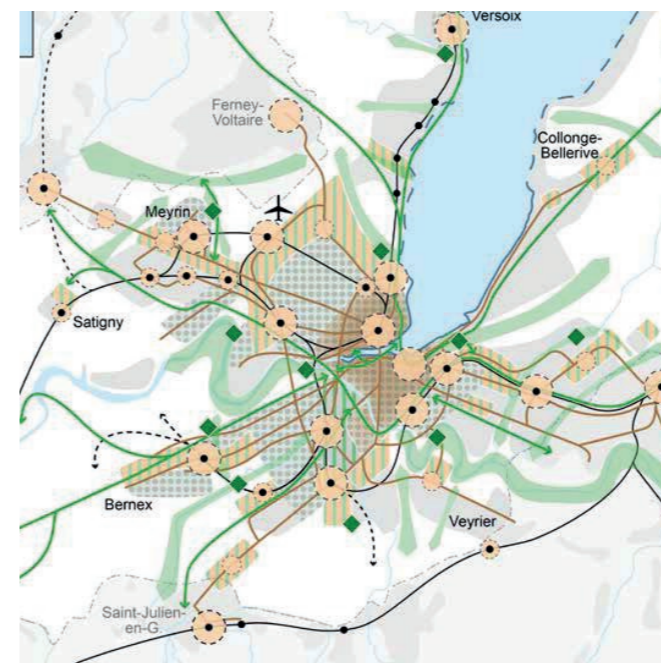 Versoix
Ferney-
Voltaire
Collonge-
Bellerive
Meyrin
Satigny
Bernex
Veyrier
Saint-Julien-
en-G.